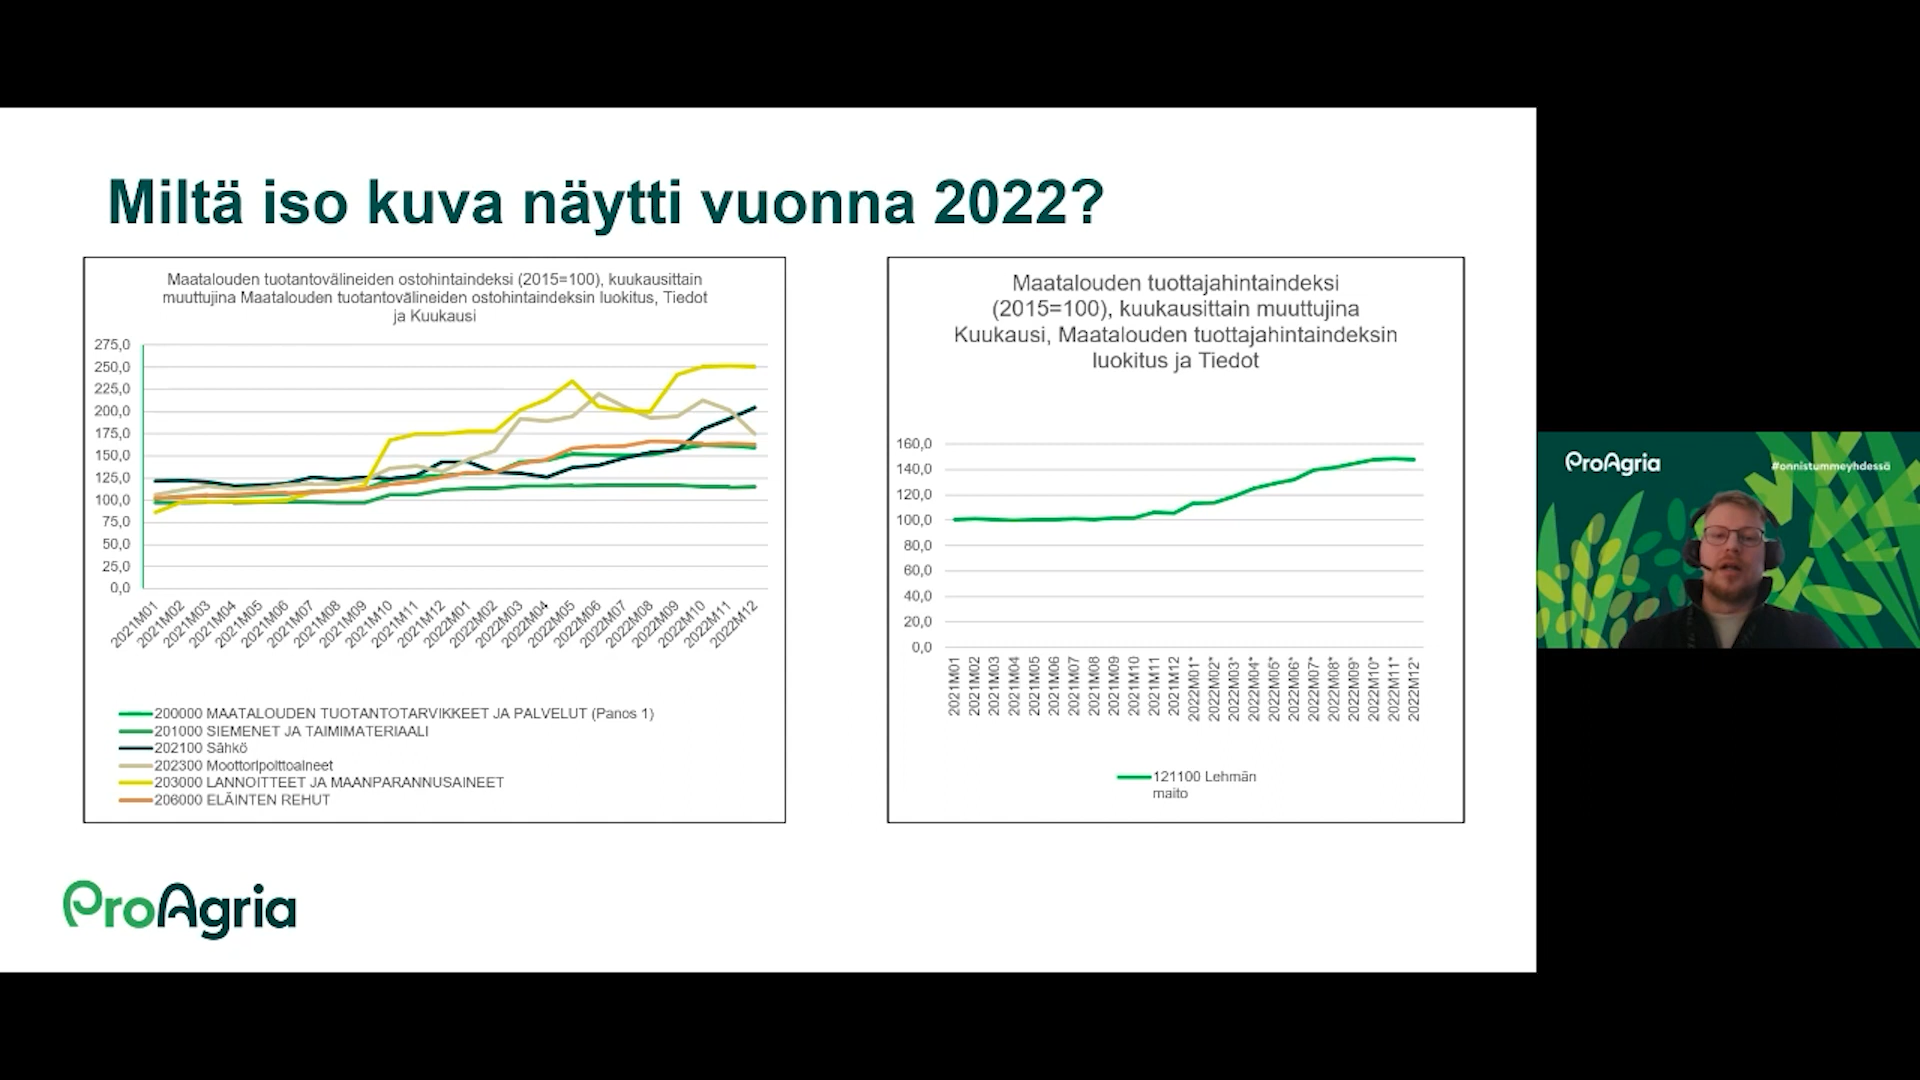 Miltä iso kuva näytti vuonna 2022?
Maatalouden tuotantovälineiden ostohintaindeksi (2015=100), kuukausittain
muuttujina Maatalouden tuotantovälineiden ostohintaindeksin luokitus, Tiedot
ja Kuukausi
275,0
250,0
225,0
200,0
175,0
150,0
125,0
100,0
75,0
50,0
25,0
0,0
2021M01
2021M02
2021M03
2021M04
2021M05
2021M06
2021M07
2021M08
2021M09
2021M10
2021M11
2021M12
2022M01
2022M02
2022M03
2022M04
2022M05
2022M06
2022M07
2022M08
2022M09
2022M10
2022M11
2022M12
200000 MAATALOUDEN TUOTANTOTARVIKKEET JA PALVELUT (Panos 1)
201000 SIEMENET JA TAIMIMATERIAALI
202100 Sähkö
202300 Moottoripolttoaineet
203000 LANNOITTEET JA MAANPARANNUSAINEET
206000 ELÄINTEN REHUT
Maatalouden tuottajahintaindeksi
(2015=100), kuukausittain muuttujina
Kuukausi, Maatalouden tuottajahintaindeksin
luokitus ja Tiedot
160,0
140,0
120,0
100,0
80,0
60,0
40,0
20,0
0,0
2021M01
2021M02
2021M03
2021M04
2021M05
2021M06
2021M07
2021M08
2021M09
2021M10
2021M11
2021M12
2022M01*
2022M02*
2022M03*
2022M04*
2022M05*
2022M06*
2022M07*
2022M08*
2022M09*
2022M10*
2022M11*
2022M12*
121100 Lehmän
maito
ProAgria
ProAgria
#onnistummeyhdessä